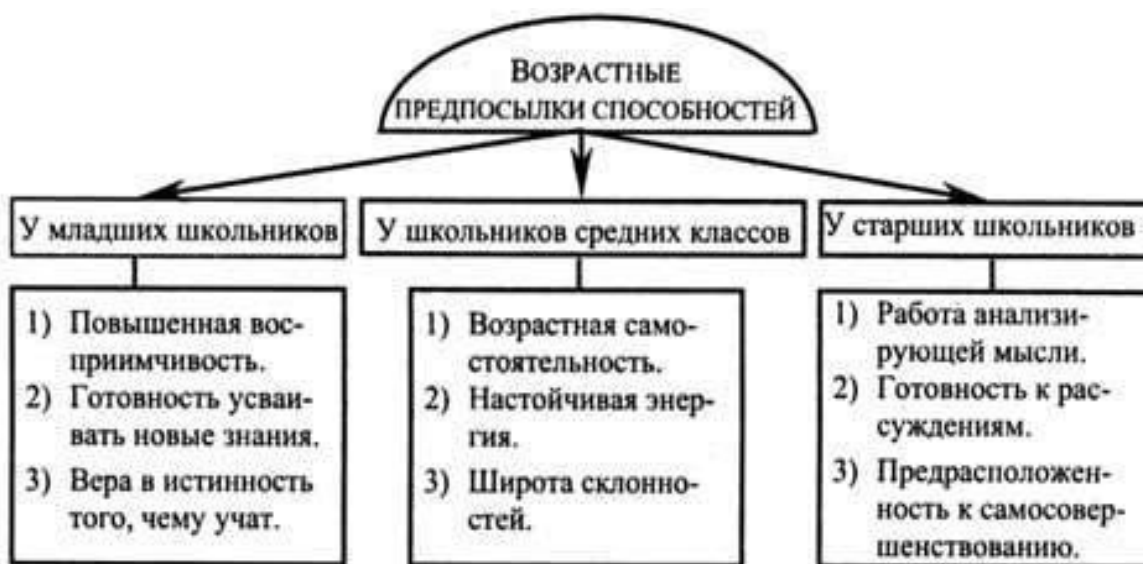 ВОЗРАСТНЫЕ
ПРЕДПОСЫЛКИ СПОСОБНОСТЕЙ
У младших школьников
У школьников средних классов
У старших школьников
1) Повышенная вос-
приимчивость.
2) Готовность усваи-
вать новые знания.
3) Вера в истинность
того, чему учат.
1) Возрастная само-
стоятельность.
2) Настойчивая энер-
гия.
3) Широта склонно-
стей.
1) Работа анализи-
рующей мысли.
2) Готовность к рас-
суждениям.
3) Предрасположен-
ность к самосовер-
шенствованию.